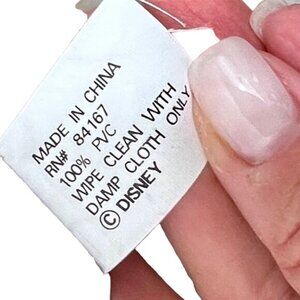 MADE IN CHINA
RN# 84167
100% PVC
WIPE CLEAN WITH
DAMP CLOTH ONLY
© DISNEY